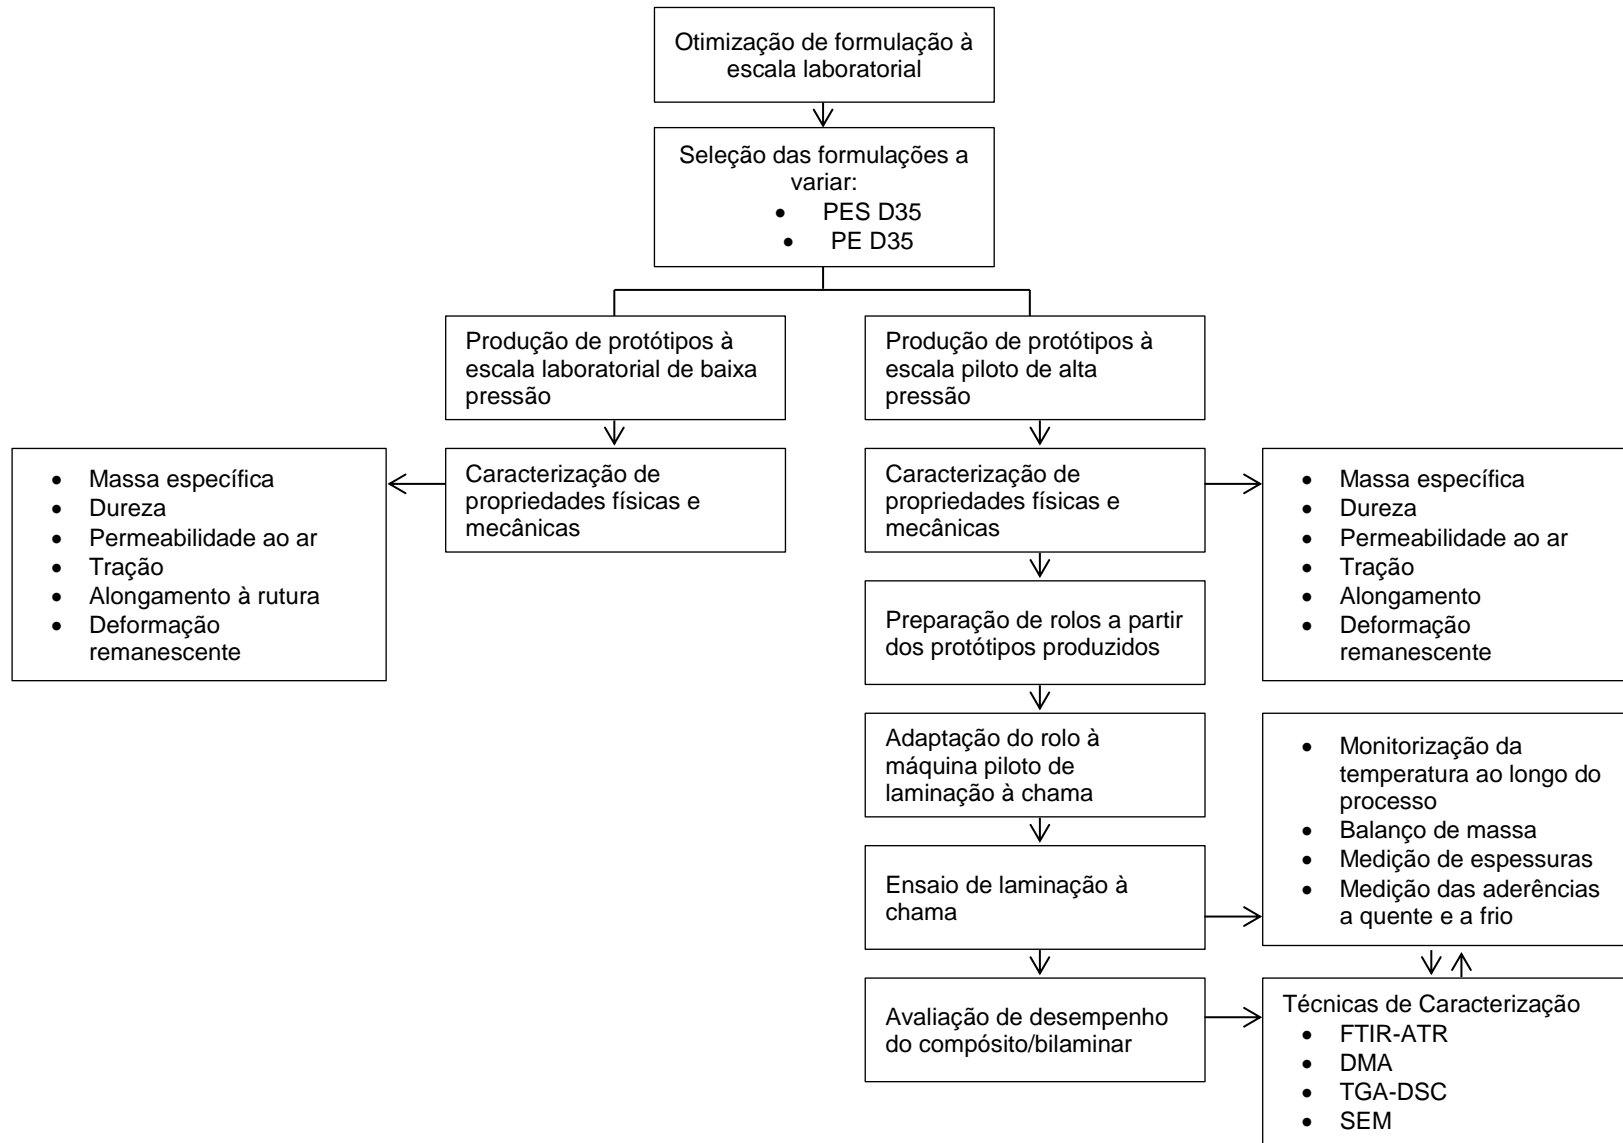 Otimização de formulação à
escala laboratorial
Seleção das formulações a
variar:
• PES D35
• PE D35
Produção de protótipos à
escala laboratorial de baixa
pressão
Produção de protótipos à
escala piloto de alta
pressão
• Massa específica
• Dureza
• Permeabilidade ao ar
• Tração
• Alongamento à rutura
• Deformação
remanescente
Caracterização de
propriedades físicas e
mecânicas
Caracterização de
propriedades físicas e
mecânicas
• Massa específica
• Dureza
• Permeabilidade ao ar
• Tração
• Alongamento
• Deformação
remanescente
Preparação de rolos a partir
dos protótipos produzidos
Adaptação do rolo à
máquina piloto de
laminação à chama
• Monitorização da
temperatura ao longo do
processo
• Balanço de massa
• Medição de espessuras
• Medição das aderências
a quente e a frio
Ensaio de laminação à
chama
Avaliação de desempenho
do compósito/bilaminar
Técnicas de Caracterização
• FTIR-ATR
• DMA
• TGA-DSC
• SEM